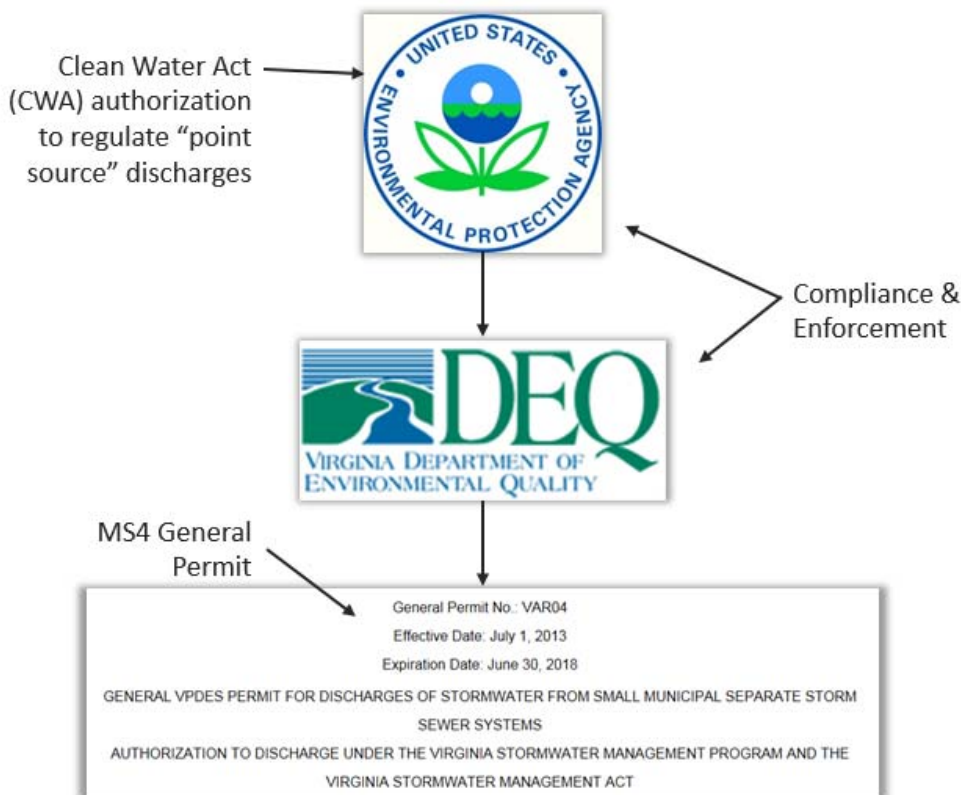 Clean Water Act
(CWA) authorization
to regulate “point
source” discharges
UNITED STATES
ENVIRONMENTAL PROTECTION AGENCY
Compliance &
Enforcement
DEQ
VIRGINIA DEPARTMENT OF
ENVIRONMENTAL QUALITY
MS4 General
Permit
General Permit No.: VAR04
Effective Date: July 1, 2013
Expiration Date: June 30, 2018
GENERAL VPDES PERMIT FOR DISCHARGES OF STORMWATER FROM SMALL MUNICIPAL SEPARATE STORM
SEWER SYSTEMS
AUTHORIZATION TO DISCHARGE UNDER THE VIRGINIA STORMWATER MANAGEMENT PROGRAM AND THE
VIRGINIA STORMWATER MANAGEMENT ACT